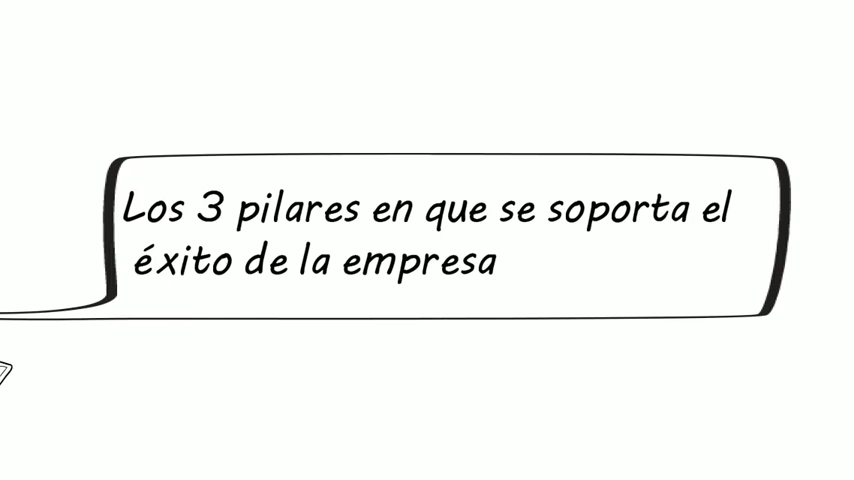 Los 3 pilares en que se soporta el
éxito de la empresa